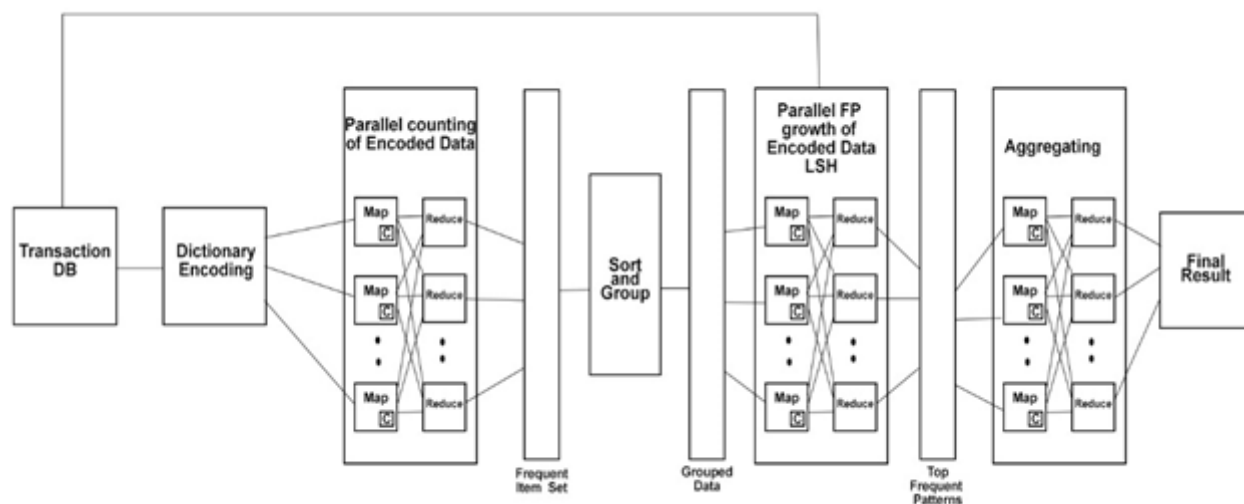 Transaction
DB
Dictionary
Encoding
Parallel counting
of Encoded Data
Map
C
Reduce
Map
C
Reduce
Map
C
Reduce
Frequent
Item Set
Sort
and
Group
Grouped
Data
Parallel FP
growth of
Encoded Data
LSH
Map
C
Reduce
Map
C
Reduce
Map
C
Reduce
Top
Frequent
Patterns
Aggregating
Map
C
Reduce
Map
C
Reduce
Map
C
Reduce
Final
Result